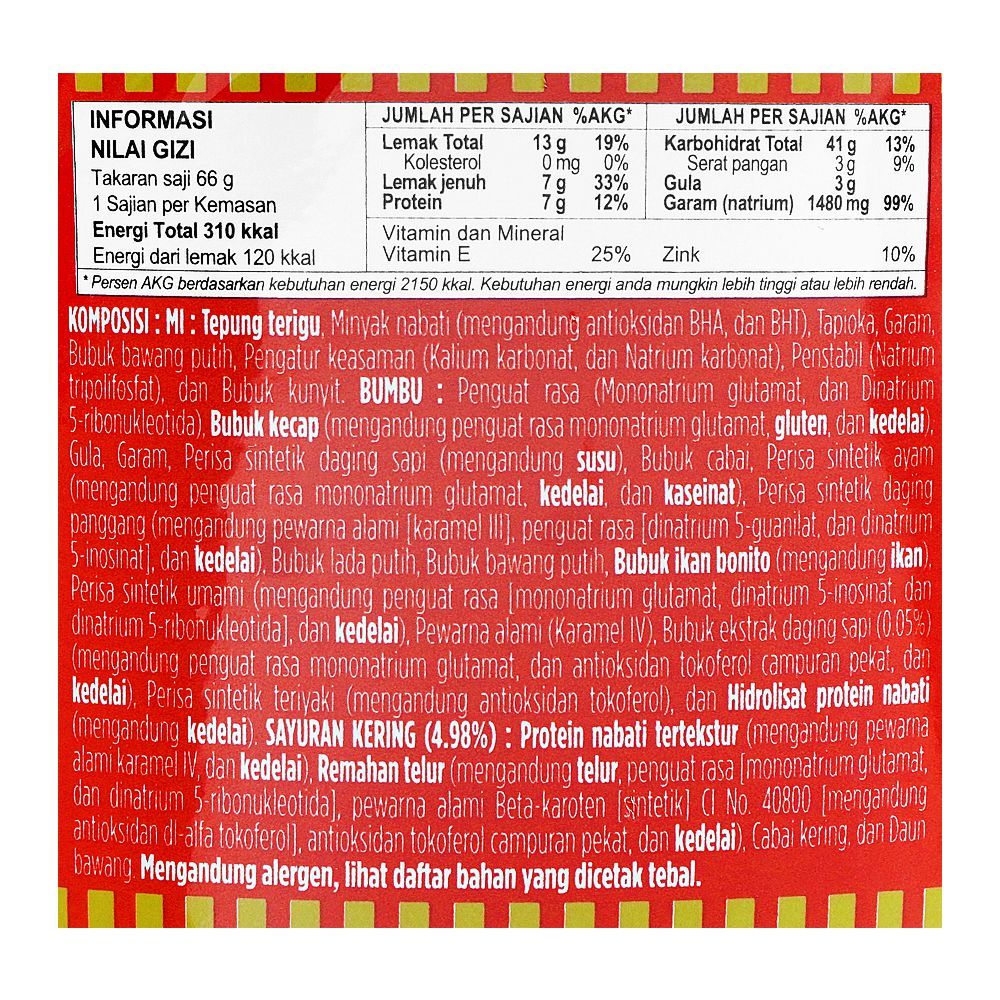 INFORMASI
NILAI GIZI
Takaran saji 66 g
1 Sajian per Kemasan
Energi Total 310 kkal
Energi dari lemak 120 kkal
JUMLAH PER SAJIAN %AKG*
Lemak Total 13 g 19%
Kolesterol 0 mg 0%
Lemak jenuh 7 g 33%
Protein 7 g 12%
JUMLAH PER SAJIAN %AKG*
Karbohidrat Total 41 g 13%
Serat pangan 3 g 9%
Gula 3 g
Garam (natrium) 1480 mg 99%
Vitamin dan Mineral
Vitamin E 25% Zink 10%
* Persen AKG berdasarkan kebutuhan energi 2150 kkal. Kebutuhan energi anda mungkin lebih tinggi atau lebih rendah.
KOMPOSISI : MI : Tepung terigu, Minyak nabati (mengandung antioksidan BHA, dan BHT), Tapioka, Garam,
Bubuk bawang putih, Pengatur keasaman (Kalium karbonat, dan Natrium karbonat), Penstabil (Natrium
tripolifosfat), dan Bubuk kunyit. BUMBU : Penguat rasa (Mononatrium glutamat, dan Dinatrium
5-ribonukleotida), Bubuk kecap (mengandung penguat rasa mononatrium glutamat, gluten, dan kedelai),
Gula, Garam, Perisa sintetik daging sapi (mengandung susu), Bubuk cabai, Perisa sintetik ayam
(mengandung penguat rasa mononatrium glutamat, kedelai, dan kaseinat), Perisa sintetik daging
panggang (mengandung pewarna alami [karamel III], penguat rasa [dinatrium 5-guanilat, dan dinatrium
5-inosinat], dan kedelai), Bubuk lada putih, Bubuk bawang putih, Bubuk ikan bonito (mengandung ikan),
Perisa sintetik umami (mengandung penguat rasa [mononatrium glutamat, dinatrium 5-inosinat, dan
dinatrium 5-ribonukleotida], dan kedelai), Pewarna alami (Karamel IV), Bubuk ekstrak daging sapi (0.05%)
(mengandung penguat rasa mononatrium glutamat, dan antioksidan tokoferol campuran pekat, dan
kedelai), Perisa sintetik teriyaki (mengandung antioksidan tokoferol), dan Hidrolisat protein nabati
(mengandung kedelai). SAYURAN KERING (4.98%) : Protein nabati tertekstur (mengandung pewarna
alami karamel IV, dan kedelai), Remahan telur (mengandung telur, penguat rasa [mononatrium glutamat,
dan dinatrium 5-ribonukleotida], pewarna alami Beta-karoten [sintetik] CI No. 40800 [mengandung
antioksidan dl-alfa tokoferol], antioksidan tokoferol campuran pekat, dan kedelai), Cabai kering, dan Daun
bawang. Mengandung alergen, lihat daftar bahan yang dicetak tebal.